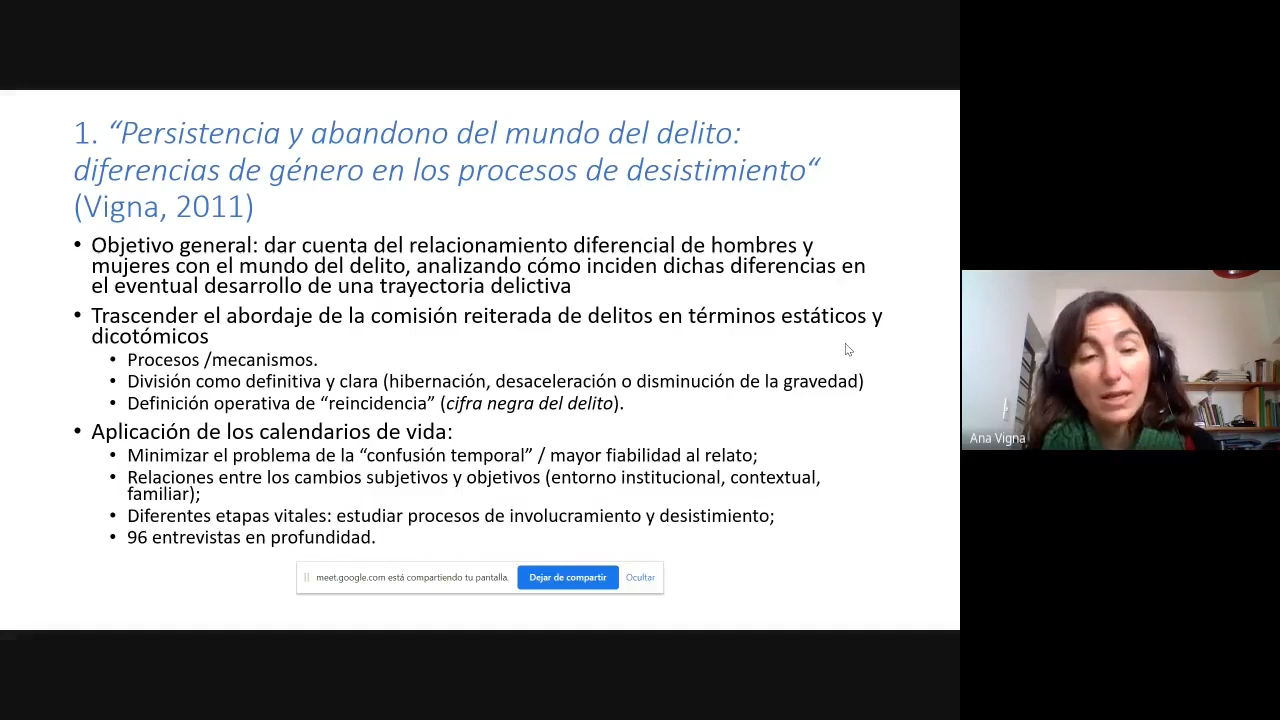 1. “Persistencia y abandono del mundo del delito:
diferencias de género en los procesos de desistimiento“
(Vigna, 2011)
• Objetivo general: dar cuenta del relacionamiento diferencial de hombres y
mujeres con el mundo del delito, analizando cómo inciden dichas diferencias en
el eventual desarrollo de una trayectoria delictiva
• Trascender el abordaje de la comisión reiterada de delitos en términos estáticos y
dicotómicos
• Procesos /mecanismos.
• División como definitiva y clara (hibernación, desaceleración o disminución de la gravedad)
• Definición operativa de “reincidencia” (cifra negra del delito).
• Aplicación de los calendarios de vida:
• Minimizar el problema de la “confusión temporal” / mayor fiabilidad al relato;
• Relaciones entre los cambios subjetivos y objetivos (entorno institucional, contextual,
familiar);
• Diferentes etapas vitales: estudiar procesos de involucramiento y desistimiento;
• 96 entrevistas en profundidad.
meet.google.com está compartiendo tu pantalla. Dejar de compartir Ocultar
Ana Vigna